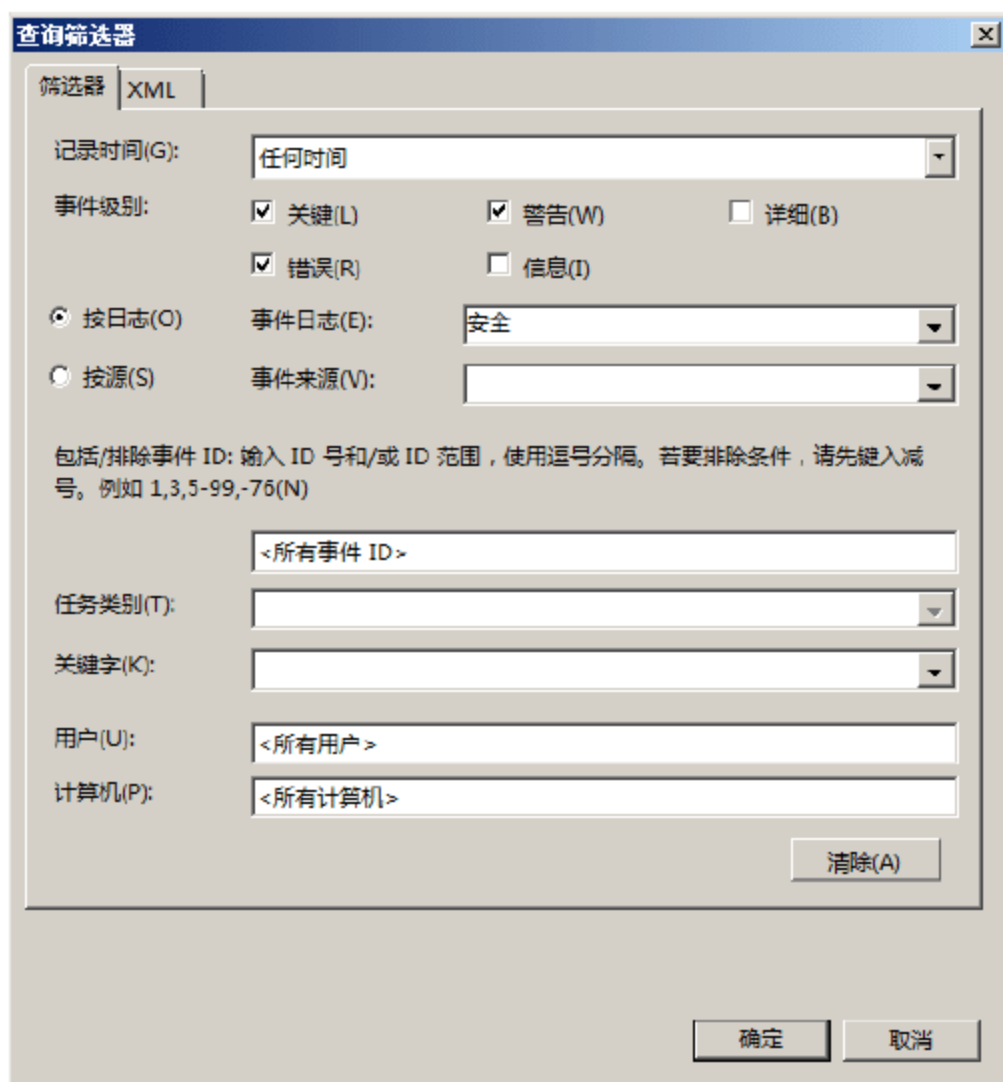 查询筛选器
筛选器
XML
记录时间(G):
任何时间
事件级别:
关键(L)
警告(W)
详细(B)
错误(R)
信息(I)
按日志(O)
事件日志(E):
安全
按源(S)
事件来源(V):
包括/排除事件 ID: 输入 ID 号和/或 ID 范围，使用逗号分隔。若要排除条件，请先键入减
号。例如 1,3,5-99,-76(N)
<所有事件 ID>
任务类别(T):
关键字(K):
用户(U):
<所有用户>
计算机(P):
<所有计算机>
清除(A)
确定
取消